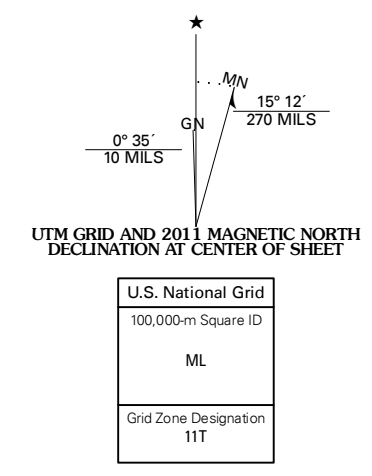 ★
MN
15° 12´
270 MILS
GN
0° 35´
10 MILS
UTM GRID AND 2011 MAGNETIC NORTH
DECLINATION AT CENTER OF SHEET
U.S. National Grid
100,000-m Square ID
ML
Grid Zone Designation
11T